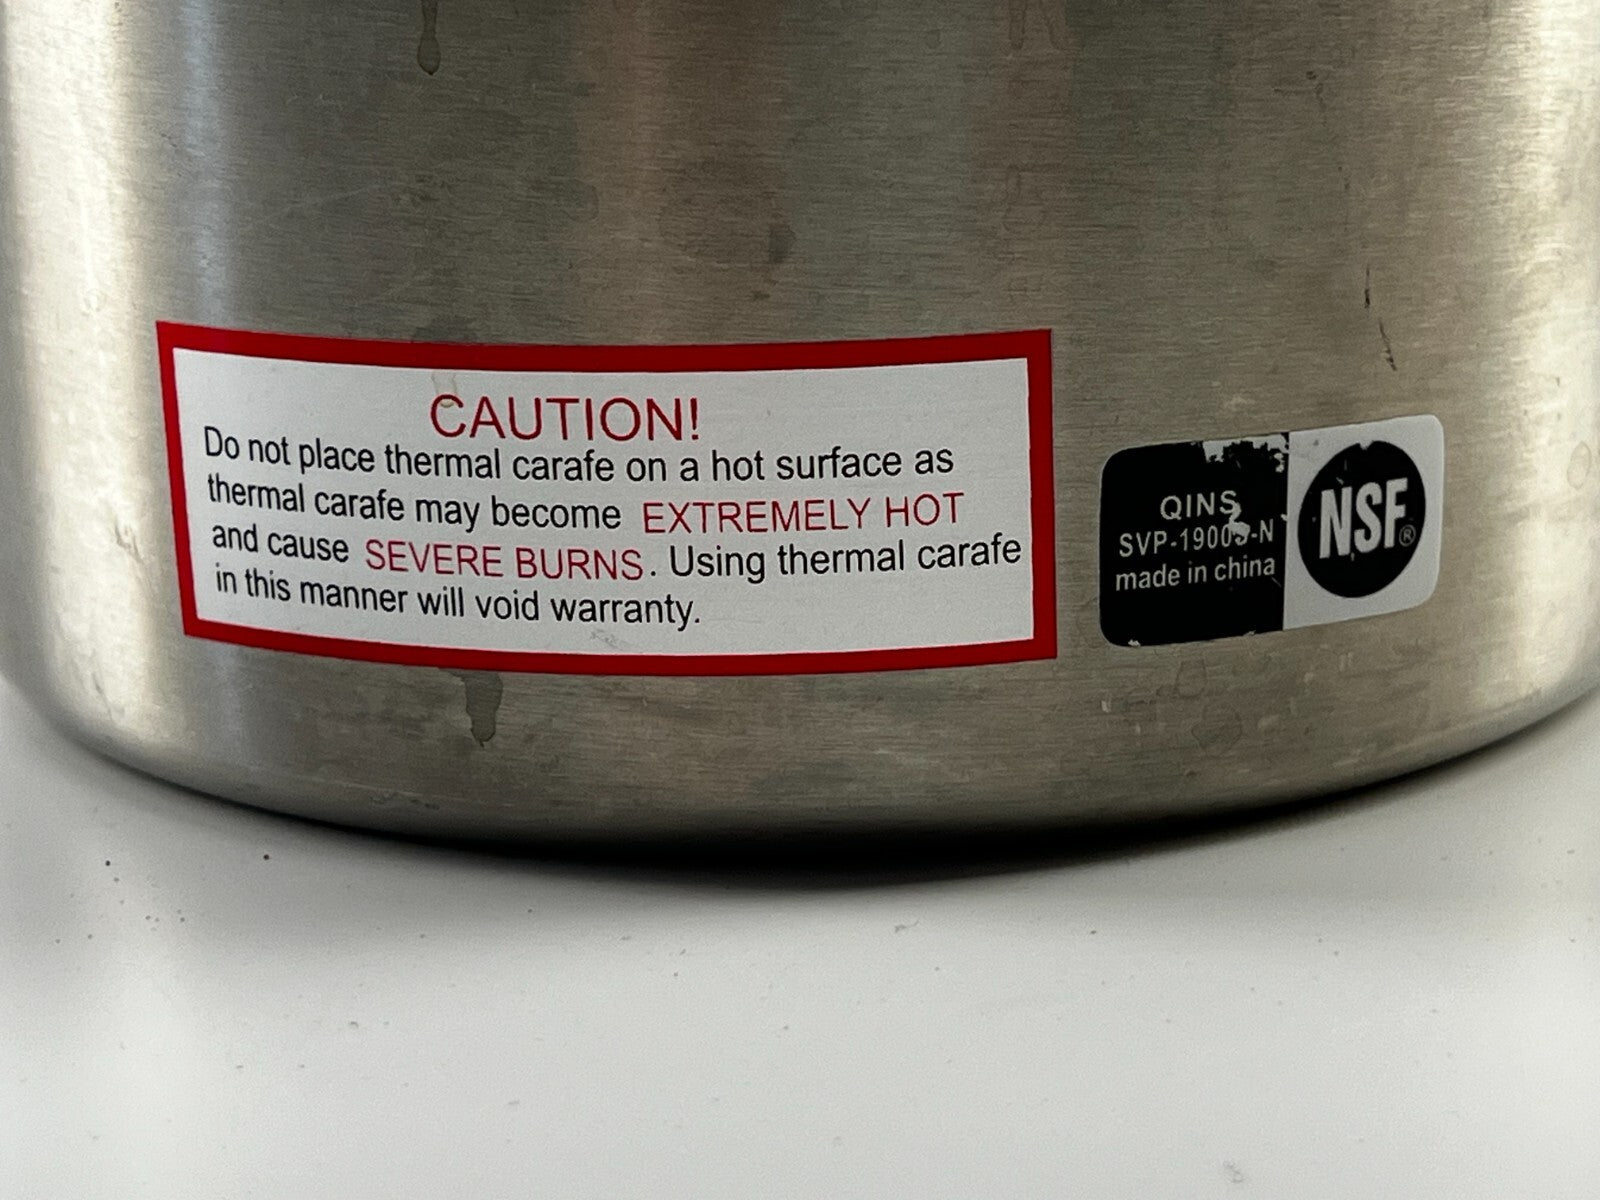 CAUTION!
Do not place thermal carafe on a hot surface as
thermal carafe may become EXTREMELY HOT
and cause SEVERE BURNS. Using thermal carafe
in this manner will void warranty.
QINS
made in china
NSF®